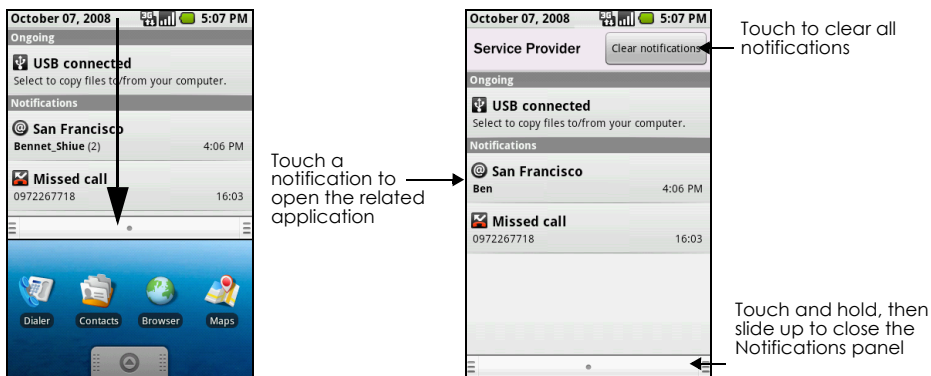 October 07, 2008 3G 5:07 PM
Ongoing
USB connected
Select to copy files to/from your computer.
Notifications
@ San Francisco
Bennet_Shiue (2) 4:06 PM
Missed call
0972267718 16:03
Dialer Contacts Browser Maps
Touch a
notification to
open the related
application
October 07, 2008 3G 5:07 PM
Service Provider Clear notifications
Ongoing
USB connected
Select to copy files to/from your computer.
Notifications
@ San Francisco
Ben 4:06 PM
Missed call
0972267718 16:03
Touch to clear all
notifications
Touch and hold, then
slide up to close the
Notifications panel